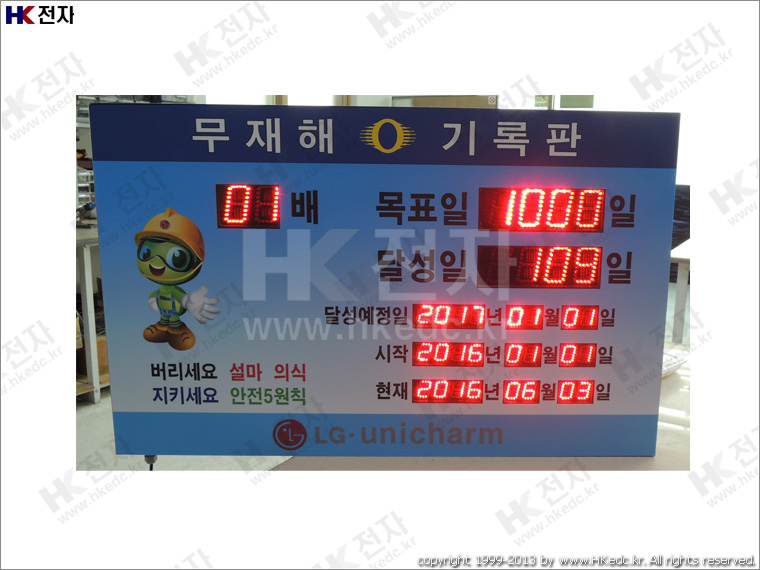 HK 전자
무재해 기록판
01 배 목표일 1000 일
달성일 109 일
달성예정일 2017 년 01 월 01 일
시작 2016 년 01 월 01 일
현재 2016 년 06 월 03 일
버리세요 설마 의식
지키세요 안전5원칙
LG·unicharm
HK 전자
www.hkedc.kr
copyright 1999-2013 by www.HKedc.kr. All rights reserved.